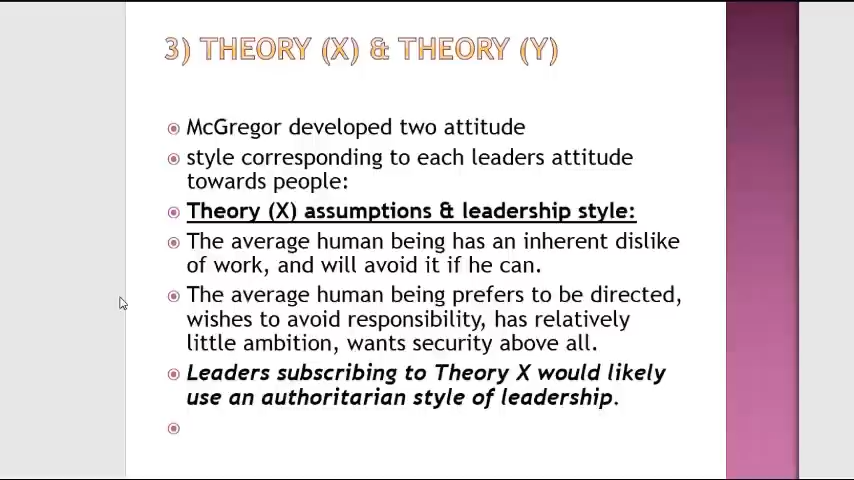 3) THEORY (X) & THEORY (Y)
McGregor developed two attitude
style corresponding to each leaders attitude
towards people:
Theory (X) assumptions & leadership style:
The average human being has an inherent dislike
of work, and will avoid it if he can.
The average human being prefers to be directed,
wishes to avoid responsibility, has relatively
little ambition, wants security above all.
Leaders subscribing to Theory X would likely
use an authoritarian style of leadership.